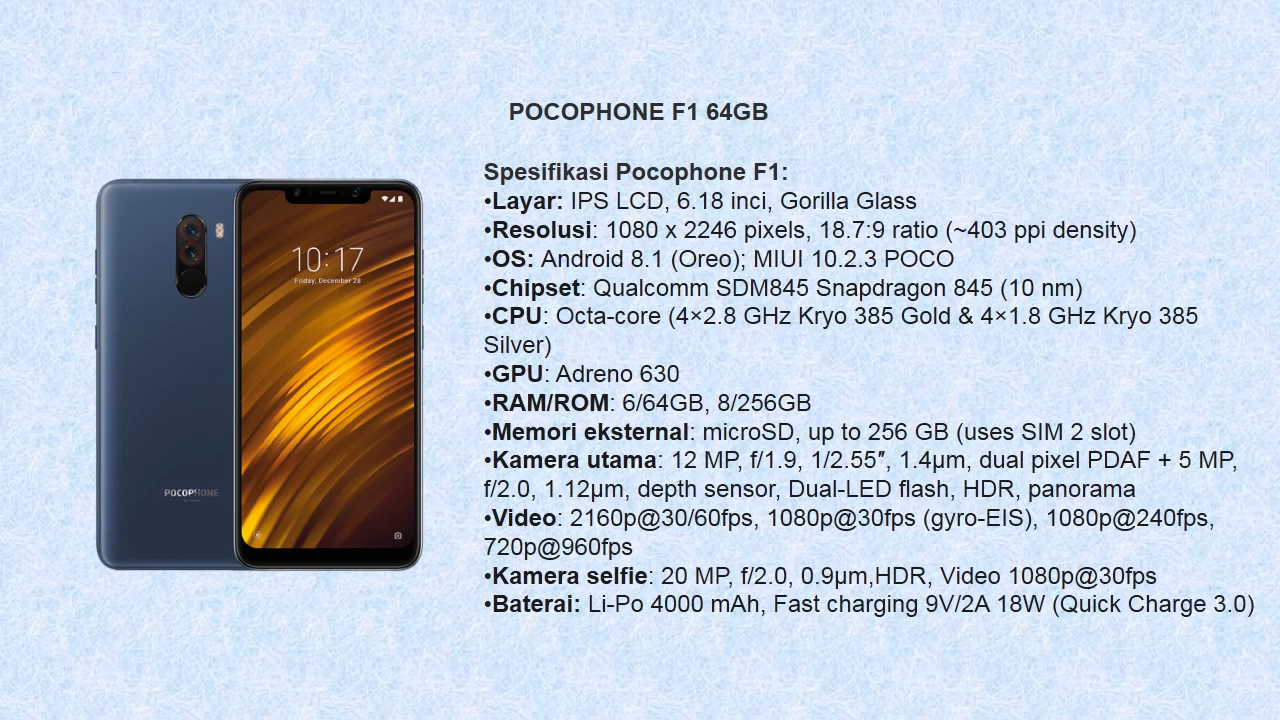 POCOPHONE F1 64GB
Spesifikasi Pocophone F1:
•Layar: IPS LCD, 6.18 inci, Gorilla Glass
•Resolusi: 1080 x 2246 pixels, 18.7:9 ratio (~403 ppi density)
•OS: Android 8.1 (Oreo); MIUI 10.2.3 POCO
•Chipset: Qualcomm SDM845 Snapdragon 845 (10 nm)
•CPU: Octa-core (4×2.8 GHz Kryo 385 Gold & 4×1.8 GHz Kryo 385
Silver)
•GPU: Adreno 630
•RAM/ROM: 6/64GB, 8/256GB
•Memori eksternal: microSD, up to 256 GB (uses SIM 2 slot)
•Kamera utama: 12 MP, f/1.9, 1/2.55″, 1.4µm, dual pixel PDAF + 5 MP,
f/2.0, 1.12µm, depth sensor, Dual-LED flash, HDR, panorama
•Video: 2160p@30/60fps, 1080p@30fps (gyro-EIS), 1080p@240fps,
720p@960fps
•Kamera selfie: 20 MP, f/2.0, 0.9µm,HDR, Video 1080p@30fps
•Baterai: Li-Po 4000 mAh, Fast charging 9V/2A 18W (Quick Charge 3.0)
10:17
Friday, December 28
POCOPHONE